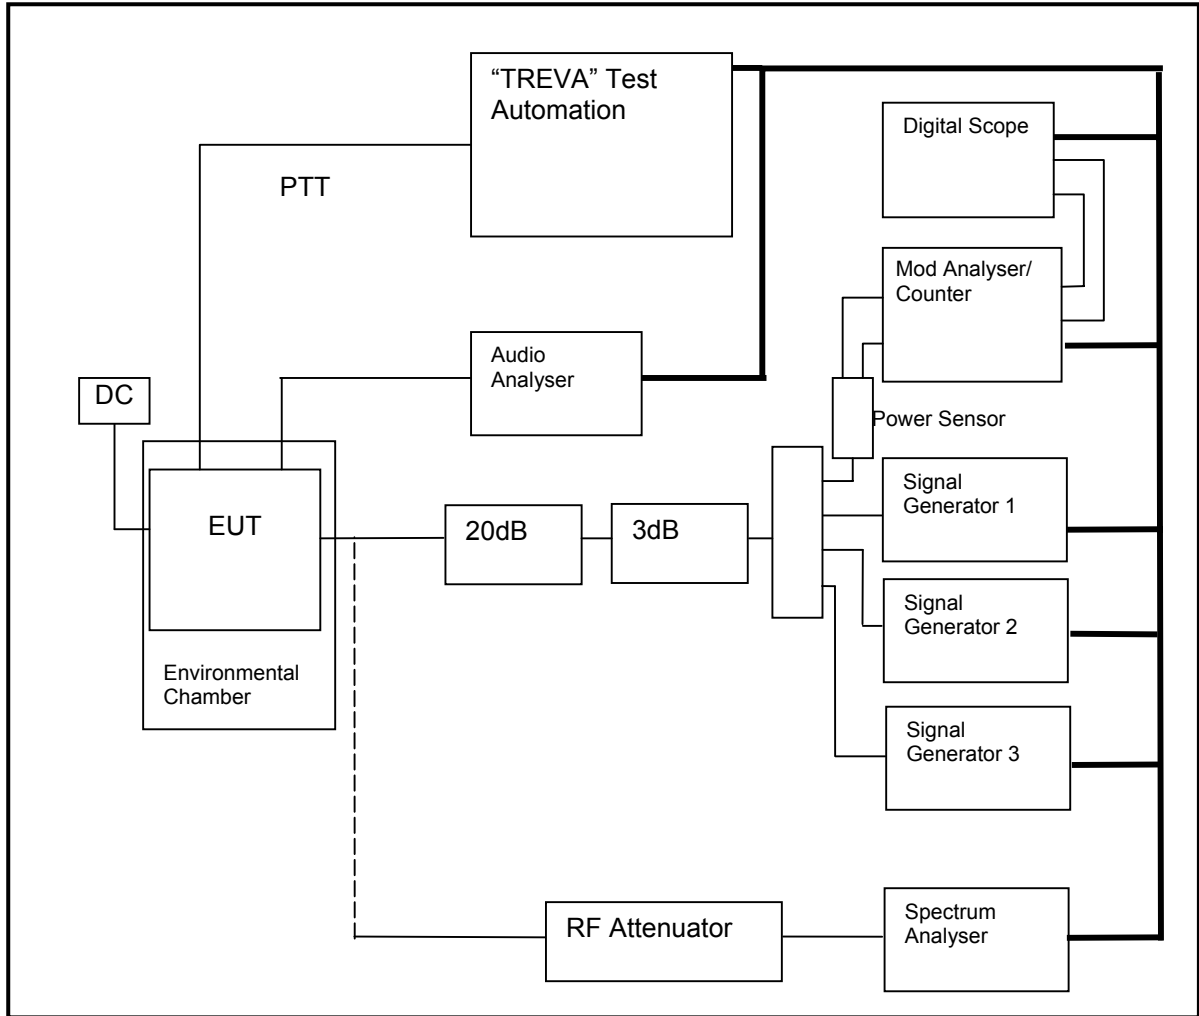 “TREVA” Test
Automation
Digital Scope
PTT
Mod Analyser/
Counter
Audio
Analyser
DC
Power Sensor
EUT
20dB
3dB
Signal
Generator 1
Signal
Generator 2
Environmental
Chamber
Signal
Generator 3
RF Attenuator
Spectrum
Analyser